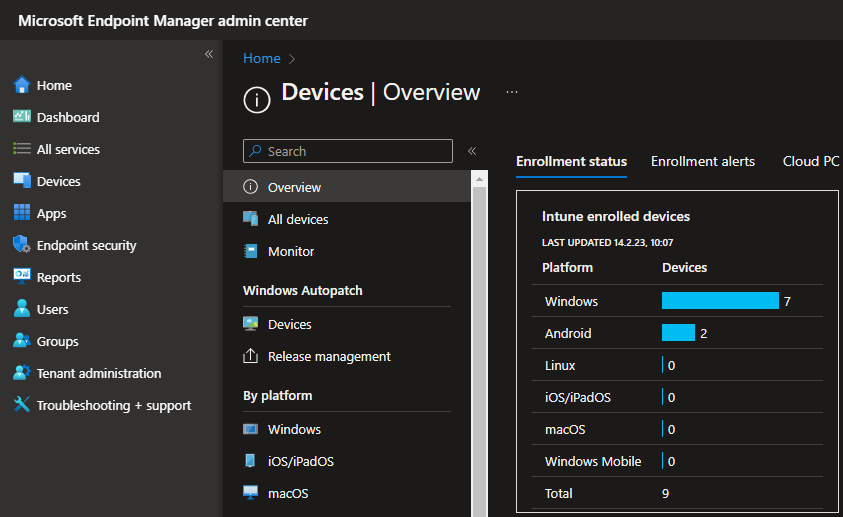 Microsoft Endpoint Manager admin center
«
Home
Dashboard
All services
Devices
Apps
Endpoint security
Reports
Users
Groups
Tenant administration
Troubleshooting + support
Home >
Devices | Overview ...
Search «
Overview
All devices
Monitor
Windows Autopatch
Devices
Release management
By platform
Windows
iOS/iPadOS
macOS
Enrollment status Enrollment alerts Cloud PC
Intune enrolled devices
LAST UPDATED 14.2.23, 10:07
Platform Devices
Windows 7
Android 2
Linux 0
iOS/iPadOS 0
macOS 0
Windows Mobile 0
Total 9